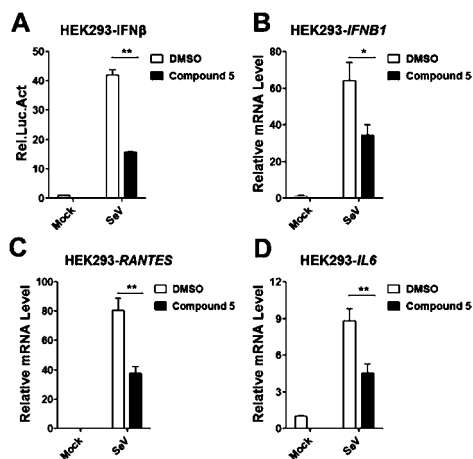 A
HEK293-IFNβ
Rel.Luc.Act
50
40
30
20
10
0
**
DMSO
Compound 5
Mock
SeV
B
HEK293-IFNB1
Relative mRNA Level
80
60
40
20
0
*
DMSO
Compound 5
Mock
SeV
C
HEK293-RANTES
Relative mRNA Level
100
80
60
40
20
0
**
DMSO
Compound 5
Mock
SeV
D
HEK293-IL6
Relative mRNA Level
12
9
6
3
0
**
DMSO
Compound 5
Mock
SeV